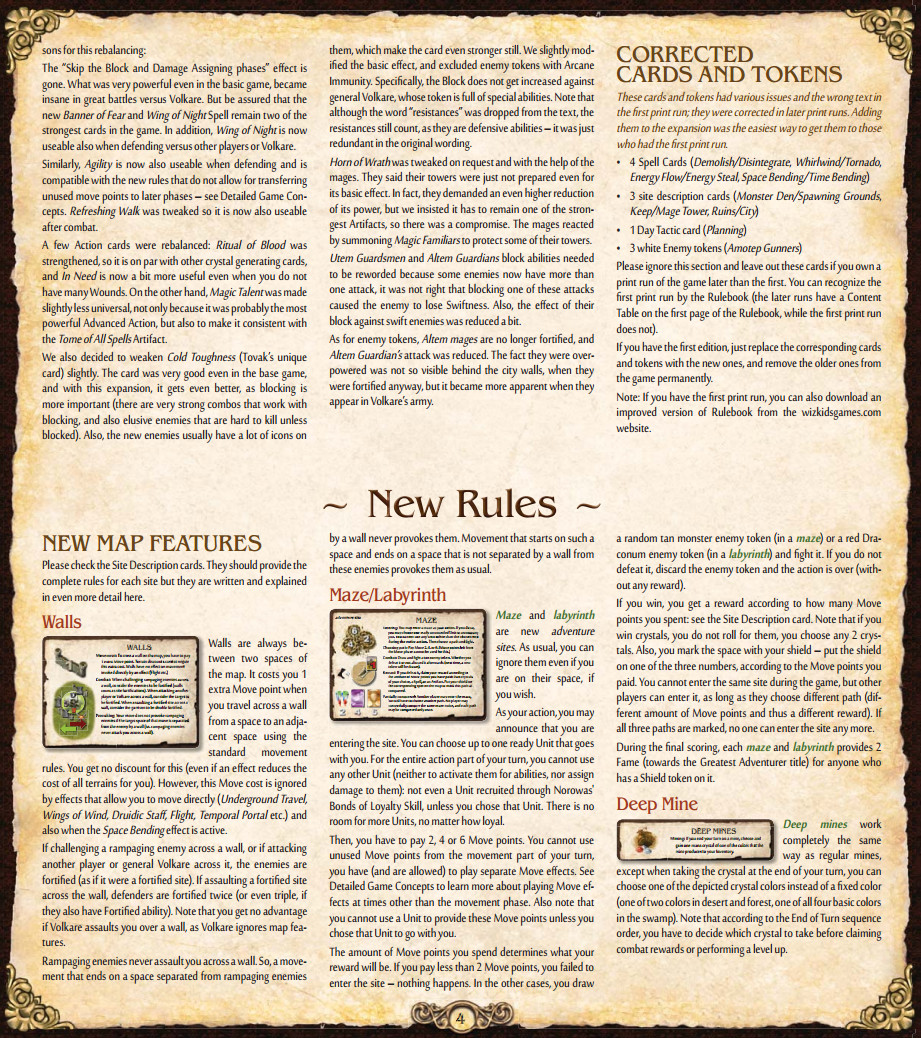 sons for this rebalancing:
The “Skip the Block and Damage Assigning phases” effect is
gone. What was very powerful even in the basic game, became
insane in great battles versus Volkare. But be assured that the
new Banner of Fear and Wing of Night Spell remain two of the
strongest cards in the game. In addition, Wing of Night is now
useable also when defending versus other players or Volkare.
Similarly, Agility is now also useable when defending and is
compatible with the new rules that do not allow for transferring
unused move points to later phases — see Detailed Game Con-
cepts. Refreshing Walk was tweaked so it is now also useable
after combat.
A few Action cards were rebalanced: Ritual of Blood was
strengthened, so it is on par with other crystal generating cards,
and In Need is now a bit more useful even when you do not
have many Wounds. On the other hand, Magic Talent was made
slightly less universal, not only because it was probably the most
powerful Advanced Action, but also to make it consistent with
the Tome of All Spells Artifact.
We also decided to weaken Cold Toughness (Tovak’s unique
card) slightly. The card was very good even in the base game,
and with this expansion, it gets even better, as blocking is
more important (there are very strong combos that work with
blocking, and also elusive enemies that are hard to kill unless
blocked). Also, the new enemies usually have a lot of icons on
them, which make the card even stronger still. We slightly mod-
ified the basic effect, and excluded enemy tokens with Arcane
Immunity. Specifically, the Block does not get increased against
general Volkare, whose token is full of special abilities. Note that
although the word “resistances” was dropped from the text, the
resistances still count, as they are defensive abilities — it was just
redundant in the original wording.
Horn of Wrath was tweaked on request and with the help of the
mages. They said their towers were just not prepared even for
its basic effect. In fact, they demanded an even higher reduction
of its power, but we insisted it has to remain one of the stron-
gest Artifacts, so there was a compromise. The mages reacted
by summoning Magic Familiars to protect some of their towers.
Utem Guardsmen and Altem Guardians block abilities needed
to be reworded because some enemies now have more than
one attack, it was not right that blocking one of these attacks
caused the enemy to lose Swiftness. Also, the effect of their
block against swift enemies was reduced a bit.
As for enemy tokens, Altem mages are no longer fortified, and
Altem Guardian’s attack was reduced. The fact they were over-
powered was not so visible behind the city walls, when they
were fortified anyway, but it became more apparent when they
appear in Volkare’s army.
CORRECTED
CARDS AND TOKENS
These cards and tokens had various issues and the wrong text in
the first print run; they were corrected in later print runs. Adding
them to the expansion was the easiest way to get them to those
who had the first print run.
• 4 Spell Cards (Demolish/Disintegrate, Whirlwind/Tornado,
Energy Flow/Energy Steal, Space Bending/Time Bending)
• 3 site description cards (Monster Den/Spawning Grounds,
Keep/Mage Tower, Ruins/City)
• 1 Day Tactic card (Planning)
• 3 white Enemy tokens (Amotep Gunners)
Please ignore this section and leave out these cards if you own a
print run of the game later than the first. You can recognize the
first print run by the Rulebook (the later runs have a Content
Table on the first page of the Rulebook, while the first print run
does not).
If you have the first edition, just replace the corresponding cards
and tokens with the new ones, and remove the older ones from
the game permanently.
Note: If you have the first print run, you can also download an
improved version of Rulebook from the wizkidsgames.com
website.
~ New Rules ~
NEW MAP FEATURES
Please check the Site Description cards. They should provide the
complete rules for each site but they are written and explained
in even more detail here.
Walls
WALLS
Walls are always be-
tween two spaces of
the map. It costs you 1
extra Move point when
you travel across a wall
from a space to an adja-
cent space using the
standard movement
rules. You get no discount for this (even if an effect reduces the
cost of all terrains for you). However, this Move cost is ignored
by effects that allow you to move directly (Underground Travel,
Wings of Wind, Druidic Staff, Flight, Temporal Portal etc.) and
also when the Space Bending effect is active.
If challenging a rampaging enemy across a wall, or if attacking
another player or general Volkare across it, the enemies are
fortified (as if it were a fortified site). If assaulting a fortified site
across the wall, defenders are fortified twice (or even triple, if
they also have Fortified ability). Note that you get no advantage
if Volkare assaults you over a wall, as Volkare ignores map fea-
tures.
Rampaging enemies never assault you across a wall. So, a move-
ment that ends on a space separated from rampaging enemies
by a wall never provokes them. Movement that starts on such a
space and ends on a space that is not separated by a wall from
these enemies provokes them as usual.
Maze/Labyrinth
MAZE
2 4 5
Maze and labyrinth
are new adventure
sites. As usual, you can
ignore them even if you
are on their space, if
you wish.
As your action, you may
announce that you are
entering the site. You can choose up to one ready Unit that goes
with you. For the entire action part of your turn, you cannot use
any other Unit (neither to activate them for abilities, nor assign
damage to them): not even a Unit recruited through Norowas’
Bonds of Loyalty Skill, unless you chose that Unit. There is no
room for more Units, no matter how loyal.
Then, you have to pay 2, 4 or 6 Move points. You cannot use
unused Move Points from the movement part of your turn,
you have (and are allowed) to play separate Move effects. See
Detailed Game Concepts to learn more about playing Move ef-
fects at times other than the movement phase. Also note that
you cannot use a Unit to provide these Move points unless you
chose that Unit to go with you.
The amount of Move points you spend determines what your
reward will be. If you pay less than 2 Move points, you failed to
enter the site — nothing happens. In the other cases, you draw
a random tan monster enemy token (in a maze) or a red Dra-
conum enemy token (in a labyrinth) and fight it. If you do not
defeat it, discard the enemy token and the action is over (with-
out any reward).
If you win, you get a reward according to how many Move
points you spent: see the Site Description card. Note that if you
win crystals, you do not roll for them, you choose any 2 crys-
tals. Also, you mark the space with your shield — put the shield
on one of the three numbers, according to the Move points you
paid. You cannot enter the same site during the game, but other
players can enter it, as long as they choose different path (dif-
ferent amount of Move points and thus a different reward). If
all three paths are marked, no one can enter the site any more.
During the final scoring, each maze and labyrinth provides 2
Fame (towards the Greatest Adventurer title) for anyone who
has a Shield token on it.
Deep Mine
DEEP MINES
Deep mines work
completely the same
way as regular mines,
except when taking the crystal at the end of your turn, you can
choose one of the depicted crystal colors instead of a fixed color
(one of two colors in desert and forest, one of all four basic colors
in the swamp). Note that according to the End of Turn sequence
order, you have to decide which crystal to take before claiming
combat rewards or performing a level up.
4